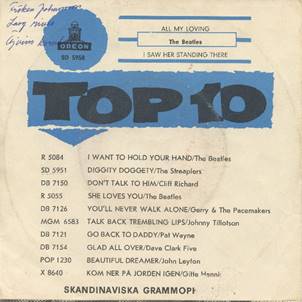 Fröken Johansson
ODEON
SD 5958
ALL MY LOVING
The Beatles
I SAW HER STANDING THERE
TOP 10
R 5084 I WANT TO HOLD YOUR HAND/The Beatles
SD 5951 DIGGITY DOGGETY/The Streaplers
DB 7150 DON'T TALK TO HIM/Cliff Richard
R 5055 SHE LOVES YOU/The Beatles
DB 7126 YOU'LL NEVER WALK ALONE/Gerry & The Pacemakers
MGM 6583 TALK BACK TREMBLING LIPS/Johnny Tillotson
DB 7121 GO BACK TO DADDY/Pat Wayne
DB 7154 GLAD ALL OVER/Dave Clark Five
POP 1230 BEAUTIFUL DREAMER/John Leyton
X 8640 KOM NER PÅ JORDEN IGEN/Gitte Hænni
SKANDINAVISKA GRAMMOPH